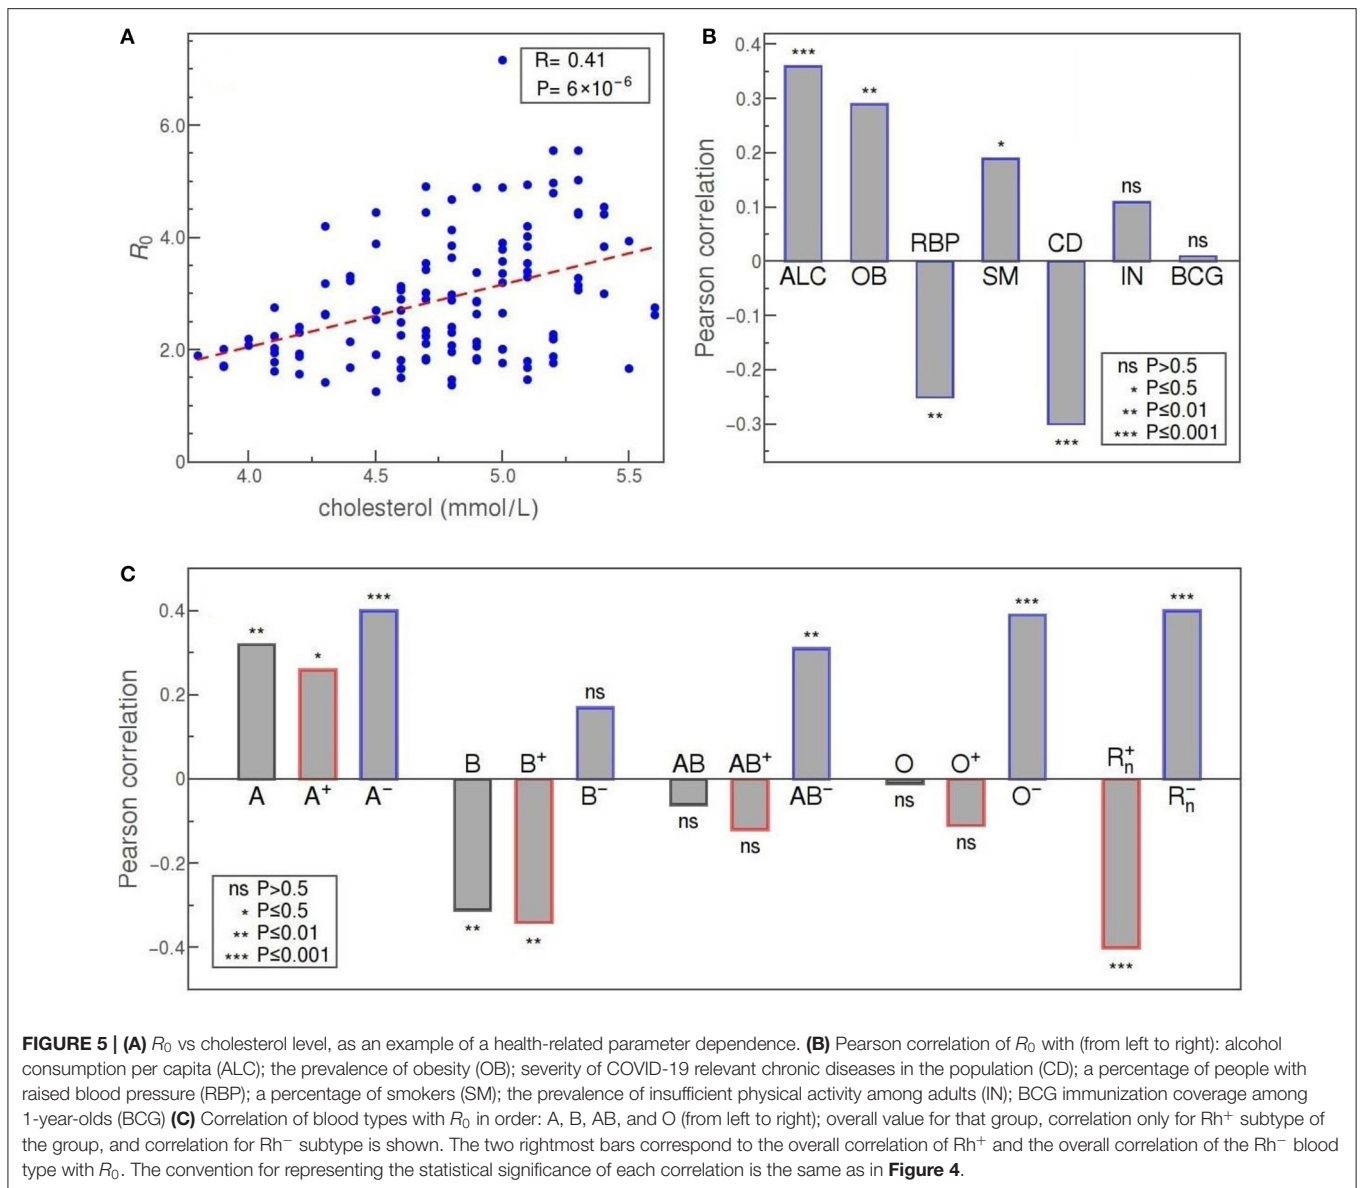 A
R= 0.41
P= 6×10⁻⁶
6.0
4.0
2.0
0
R₀
4.0 4.5 5.0 5.5
cholesterol (mmol/L)
B
0.4
0.3
0.2
0.1
0
−0.1
−0.2
−0.3
Pearson correlation
*** ** * ns ns
RBP CD
ALC OB SM IN BCG
** ***
ns P>0.5
* P≤0.5
** P≤0.01
*** P≤0.001
C
0.4
0.2
0
−0.2
−0.4
Pearson correlation
** * *** ns ** *** ***
B B⁺ AB AB⁺ O O⁺ Rₙ⁺
A A⁺ A⁻ B⁻ AB⁻ O⁻ Rₙ⁻
** ** ns ns ns ns ***
ns P>0.5
* P≤0.5
** P≤0.01
*** P≤0.001
FIGURE 5 | (A) R₀ vs cholesterol level, as an example of a health-related parameter dependence. (B) Pearson correlation of R₀ with (from left to right): alcohol
consumption per capita (ALC); the prevalence of obesity (OB); severity of COVID-19 relevant chronic diseases in the population (CD); a percentage of people with
raised blood pressure (RBP); a percentage of smokers (SM); the prevalence of insufficient physical activity among adults (IN); BCG immunization coverage among
1-year-olds (BCG) (C) Correlation of blood types with R₀ in order: A, B, AB, and O (from left to right); overall value for that group, correlation only for Rh⁺ subtype of
the group, and correlation for Rh⁻ subtype is shown. The two rightmost bars correspond to the overall correlation of Rh⁺ and the overall correlation of the Rh⁻ blood
type with R₀. The convention for representing the statistical significance of each correlation is the same as in Figure 4.